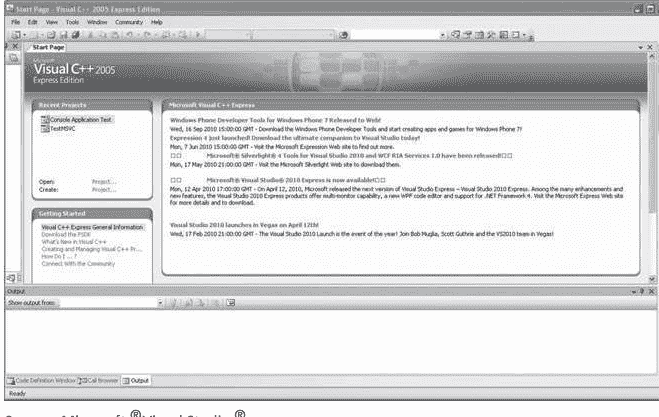 Start Page - Visual C++ 2005 Express Edition
File Edit View Tools Window Community Help
Start Page
Microsoft
Visual C++ 2005
Express Edition
Recent Projects
Console Application Test
TestMSVC
Open: Project...
Create: Project...
Getting Started
Visual C++ Express General Information
Download the PSDK
What's New in Visual C++
Creating and Managing Visual C++ Pr...
How Do I ... ?
Connect With the Community
Microsoft Visual C++ Express
Windows Phone Developer Tools for Windows Phone 7 Released to Web!
Wed, 16 Sep 2010 15:00:00 GMT - Download the Windows Phone Developer Tools and start creating apps and games for Windows Phone 7!
Expression 4 just launched! Download the ultimate companion to Visual Studio today!
Mon, 7 Jun 2010 15:00 GMT - Visit the Microsoft Expression Web site to find out more.
□□ Microsoft® Silverlight® 4 Tools for Visual Studio 2010 and WCF RIA Services 1.0 have been released!□□
Mon, 17 May 2010 21:00:00 GMT - Visit the Microsoft Silverlight Web site to download them.
□□ Microsoft® Visual Studio® 2010 Express is now available!□□
Mon, 12 Apr 2010 17:00:00 GMT - On April 12, 2010, Microsoft released the next version of Visual Studio Express – Visual Studio 2010 Express. Among the many enhancements and
new features, the Visual Studio 2010 Express products offer multi-monitor capability, a new WPF code editor and support for .NET Framework 4. Visit the Microsoft Express Web site
for more details and to download.
Visual Studio 2010 launches in Vegas on April 12th!
Wed, 17 Feb 2010 21:00:00 GMT - The Visual Studio 2010 Launch is the event of the year! Join Bob Muglia, Scott Guthrie and the VS2010 team in Vegas!
Output
Show output from:
Code Definition Window Call Browser Output
Ready